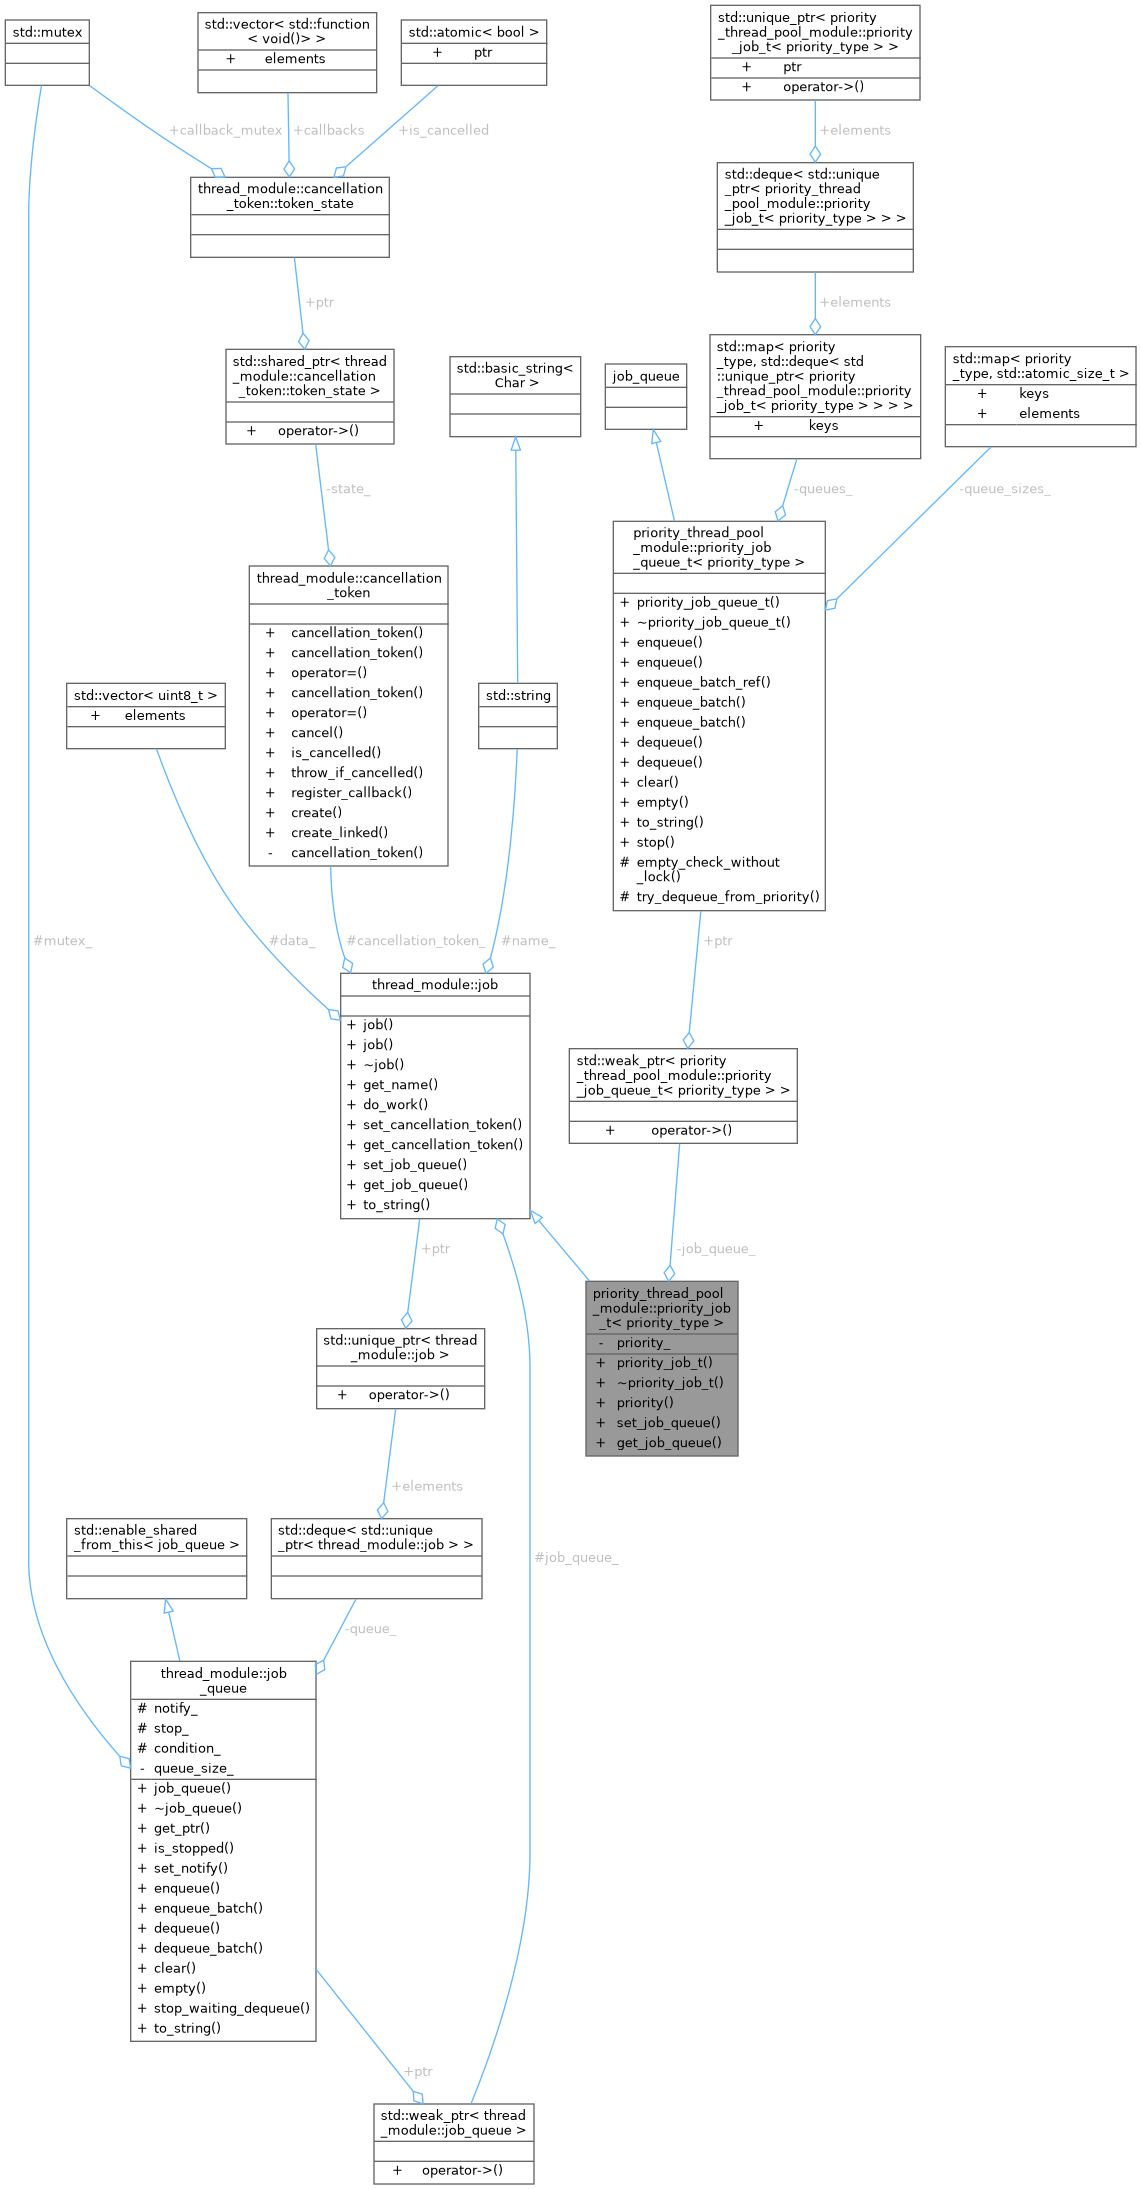 std::mutex
std::vector< std::function
< void()> >
+ elements
std::atomic< bool >
+ ptr
std::unique_ptr< priority
_thread_pool_module::priority
_job_t< priority_type > >
+ ptr
+ operator->()
+callback_mutex
+callbacks
+is_cancelled
+elements
thread_module::cancellation
_token::token_state
std::deque< std::unique
_ptr< priority_thread
_pool_module::priority
_job_t< priority_type > > >
+ptr
+elements
std::shared_ptr< thread
_module::cancellation
_token::token_state >
+ operator->()
std::basic_string<
Char >
job_queue
std::map< priority
_type, std::deque< std
::unique_ptr< priority
_thread_pool_module::priority
_job_t< priority_type > > > >
+ keys
std::map< priority
_type, std::atomic_size_t >
+ keys
+ elements
-state_
-queues_
-queue_sizes_
thread_module::cancellation
_token
+ cancellation_token()
+ cancellation_token()
+ operator=()
+ cancellation_token()
+ operator=()
+ cancel()
+ is_cancelled()
+ throw_if_cancelled()
+ register_callback()
+ create()
+ create_linked()
- cancellation_token()
priority_thread_pool
_module::priority_job
_queue_t< priority_type >
+ priority_job_queue_t()
+ ~priority_job_queue_t()
+ enqueue()
+ enqueue()
+ enqueue_batch_ref()
+ enqueue_batch()
+ enqueue_batch()
+ dequeue()
+ dequeue()
+ clear()
+ empty()
+ to_string()
+ stop()
# empty_check_without
_lock()
# try_dequeue_from_priority()
std::vector< uint8_t >
+ elements
std::string
#mutex_
#data_
#cancellation_token_
#name_
+ptr
thread_module::job
+ job()
+ job()
+ ~job()
+ get_name()
+ do_work()
+ set_cancellation_token()
+ get_cancellation_token()
+ set_job_queue()
+ get_job_queue()
+ to_string()
std::weak_ptr< priority
_thread_pool_module::priority
_job_queue_t< priority_type > >
+ operator->()
+ptr
-job_queue_
priority_thread_pool
_module::priority_job
_t< priority_type >
- priority_
+ priority_job_t()
+ ~priority_job_t()
+ priority()
+ set_job_queue()
+ get_job_queue()
std::unique_ptr< thread
_module::job >
+ operator->()
+elements
std::enable_shared
_from_this< job_queue >
std::deque< std::unique
_ptr< thread_module::job > >
#job_queue_
-queue_
thread_module::job
_queue
# notify_
# stop_
# condition_
- queue_size_
+ job_queue()
+ ~job_queue()
+ get_ptr()
+ is_stopped()
+ set_notify()
+ enqueue()
+ enqueue_batch()
+ dequeue()
+ dequeue_batch()
+ clear()
+ empty()
+ stop_waiting_dequeue()
+ to_string()
+ptr
std::weak_ptr< thread
_module::job_queue >
+ operator->()